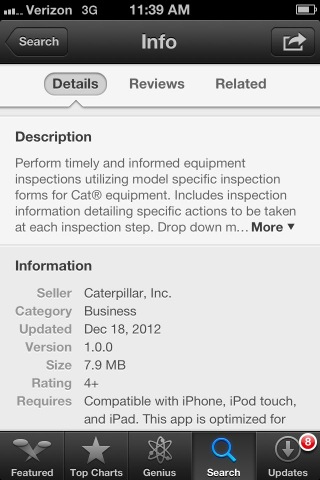 Verizon 3G 11:39 AM
Search Info
Details Reviews Related
Description
Perform timely and informed equipment
inspections utilizing model specific inspection
forms for Cat® equipment. Includes inspection
information detailing specific actions to be taken
at each inspection step. Drop down m... More ▼
Information
Seller Caterpillar, Inc.
Category Business
Updated Dec 18, 2012
Version 1.0.0
Size 7.9 MB
Rating 4+
Requires Compatible with iPhone, iPod touch,
and iPad. This app is optimized for
8
Featured Top Charts Genius Search Updates